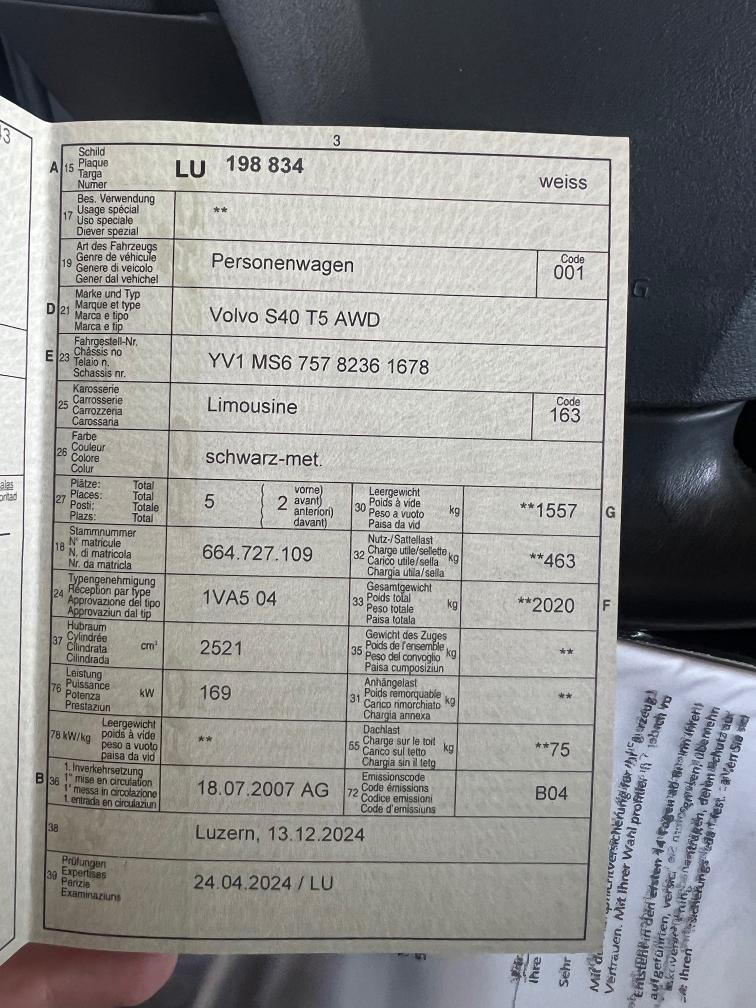 3
A 15 Schild
Plaque
Targa
Numer
LU 198 834 weiss
17 Bes. Verwendung
Usage spécial
Uso speciale
Diever spezial
**
19 Art des Fahrzeugs
Genre de véhicule
Genere di veicolo
Gener dal vehichel
Personenwagen
Code
001
D 21 Marke und Typ
Marque et type
Marca e tipo
Marca e tip
Volvo S40 T5 AWD
E 23 Fahrgestell-Nr.
Châssis no
Telaio n.
Schassis nr.
YV1 MS6 757 8236 1678
25 Karosserie
Carrosserie
Carrozzeria
Carossaria
Limousine
Code
163
26 Farbe
Couleur
Colore
Colur
schwarz-met.
27 Plätze: Total
Places: Total
Posti: Totale
Plazs: Total
5
2 vorne)
avant)
anteriori)
davant)
30 Leergewicht
Poids à vide
Peso a vuoto
Paisa da vid
kg
**1557 G
18 Stammnummer
N° matricule
N. di matricola
Nr. da matricla
664.727.109
32 Nutz-/Sattellast
Charge utile/sellette
Carico utile/sella
Chargia utila/sella
kg
**463
24 Typengenehmigung
Réception par type
Approvazione del tipo
Approvaziun dal tip
1VA5 04
33 Gesamtgewicht
Poids total
Peso totale
Paisa totala
kg
**2020 F
37 Hubraum
Cylindrée
Cilindrata
Cilindrada
cm³
2521
35 Gewicht des Zuges
Poids de l'ensemble
Peso del convoglio
Paisa cumposiziun
kg
**
76 Leistung
Puissance
Potenza
Prestaziun
kW
169
31 Anhängelast
Poids remorquable
Carico rimorchiato
Chargia annexa
kg
**
78 kW/kg Leergewicht
poids à vide
peso a vuoto
paisa da vid
**
55 Dachlast
Charge sur le toit
Carico sul tetto
Chargia sin il tetg
kg
**75
B 36 1. Inverkehrsetzung
1re mise en circulation
1a messa in circolazione
1. entrada en circulaziun
18.07.2007 AG
72 Emissionscode
Code émissions
Codice emissioni
Code d'emissiuns
B04
38
Luzern, 13.12.2024
39 Prüfungen
Expertises
Perizie
Examinaziuns
24.04.2024 / LU
Vertrauen. Mit Ihrer Wahl profitier
Ihre
Sehr